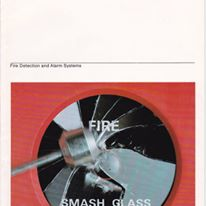 Fire Detection and Alarm Systems
FIRE
SMASH GLASS